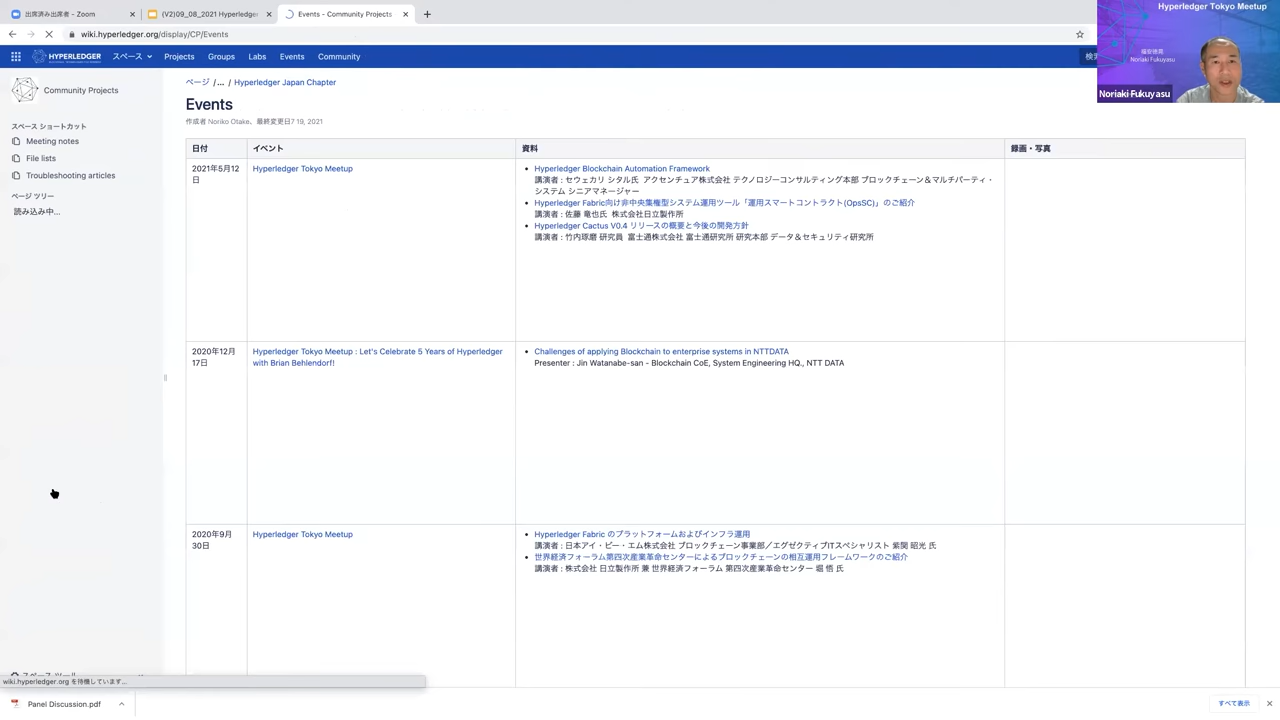 出席済み出席者 - Zoom
(V2)09_08_2021 Hyperledger
Events - Community Projects
wiki.hyperledger.org/display/CP/Events
Hyperledger Tokyo Meetup
福安徳晃
Noriaki Fukuyasu
Noriaki Fukuyasu
HYPERLEDGER
スペース
Projects
Groups
Labs
Events
Community
Community Projects
スペース ショートカット
Meeting notes
File lists
Troubleshooting articles
ページ ツリー
読み込み中...
ページ /... / Hyperledger Japan Chapter
Events
作成者 Noriko Otake、最終変更日7 19, 2021
日付
イベント
資料
録画・写真
2021年5月12
日
Hyperledger Tokyo Meetup
Hyperledger Blockchain Automation Framework
講演者 : セウェカリ シタル氏 アクセンチュア株式会社 テクノロジーコンサルティング本部 ブロックチェーン＆マルチパーティ・
システム シニアマネージャー
Hyperledger Fabric向け非中央集権型システム運用ツール「運用スマートコントラクト(OpsSC)」のご紹介
講演者 : 佐藤 竜也氏 株式会社日立製作所
Hyperledger Cactus V0.4 リリースの概要と今後の開発方針
講演者 : 竹内琢磨 研究員 富士通株式会社 富士通研究所 研究本部 データ＆セキュリティ研究所
2020年12月
17日
Hyperledger Tokyo Meetup : Let's Celebrate 5 Years of Hyperledger
with Brian Behlendorf!
Challenges of applying Blockchain to enterprise systems in NTTDATA
Presenter : Jin Watanabe-san - Blockchain CoE, System Engineering HQ., NTT DATA
2020年9月
30日
Hyperledger Tokyo Meetup
Hyperledger Fabric のプラットフォームおよびインフラ運用
講演者 : 日本アイ・ビー・エム株式会社 ブロックチェーン事業部／エグゼクティブITスペシャリスト 紫関 昭光 氏
世界経済フォーラム第四次産業革命センターによるブロックチェーンの相互運用フレームワークのご紹介
講演者 : 株式会社 日立製作所 兼 世界経済フォーラム 第四次産業革命センター 堀 悟 氏
wiki.hyperledger.org を待機しています...
Panel Discussion.pdf
すべて表示